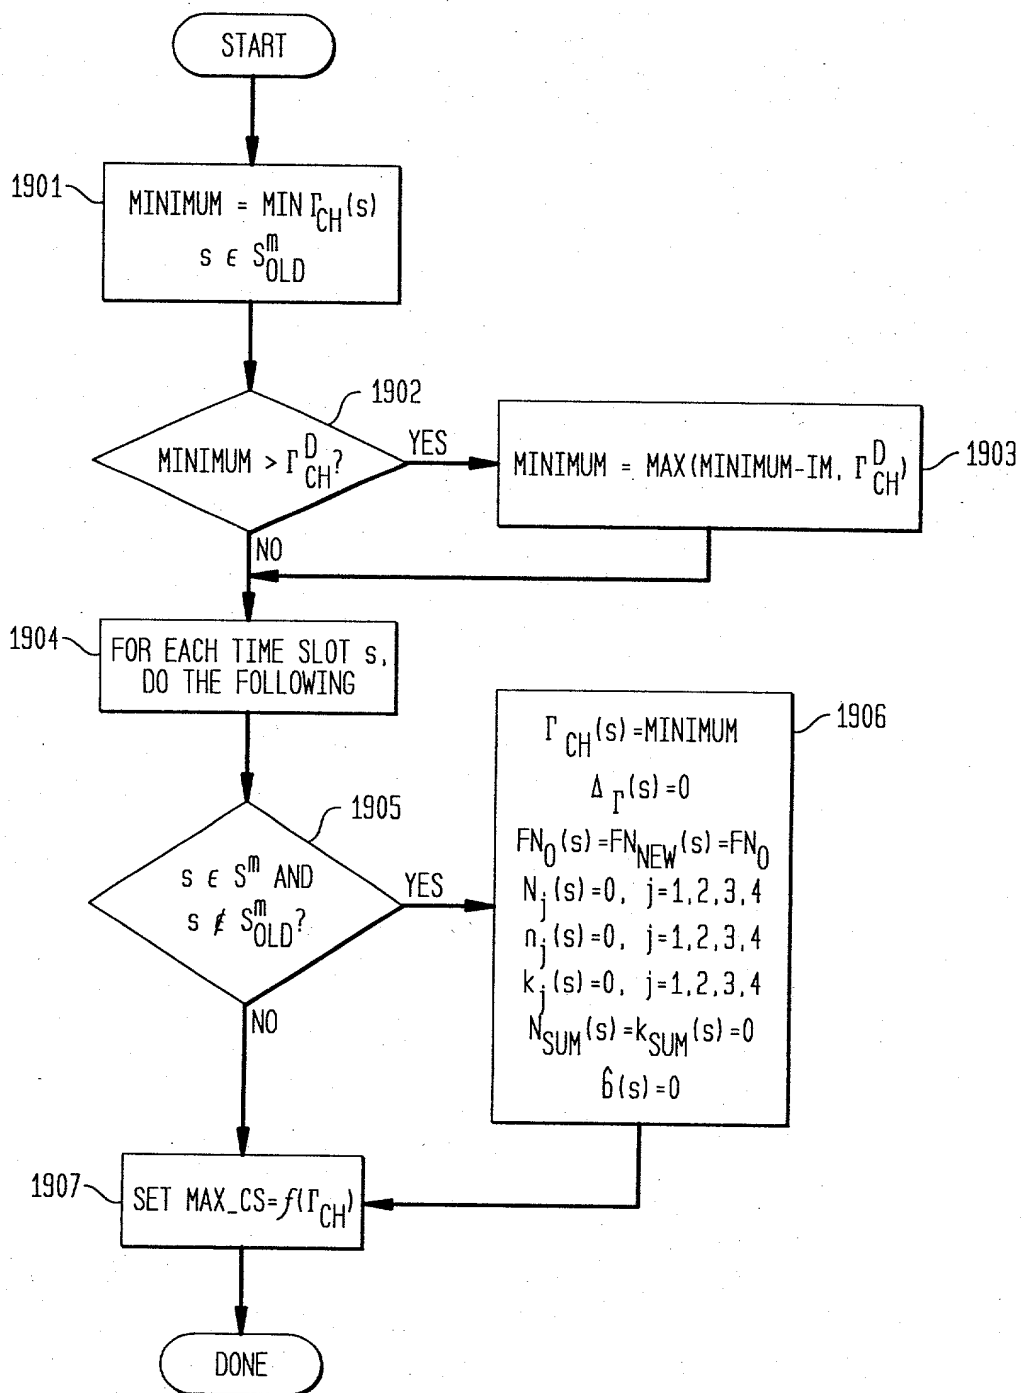 START
1901
MINIMUM = MIN Γ_CH(s)
s ϵ S^m_OLD
1902
MINIMUM > Γ^D_CH?
YES
NO
MINIMUM = MAX(MINIMUM-IM, Γ^D_CH)
1903
1904
FOR EACH TIME SLOT s,
DO THE FOLLOWING
1905
s ϵ S^m AND
s ∉ S^m_OLD?
YES
NO
1906
Γ_CH(s)=MINIMUM
Δ_Γ(s)=0
FN_0(s)=FN_NEW(s)=FN_0
N_j(s)=0, j=1,2,3,4
n_j(s)=0, j=1,2,3,4
k_j(s)=0, j=1,2,3,4
N_SUM(s)=k_SUM(s)=0
b̂(s)=0
1907
SET MAX_CS=f(Γ_CH)
DONE